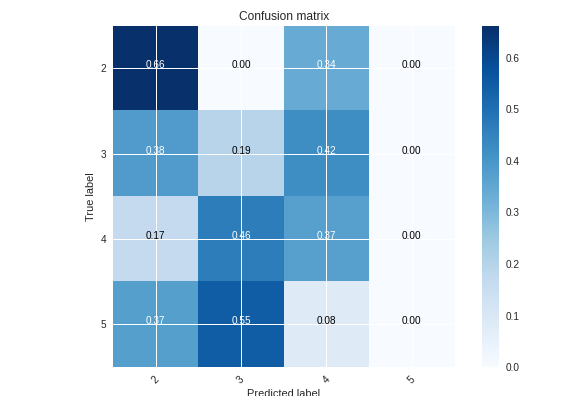 Confusion matrix
True label
2 0.66 0.00 0.34 0.00
3 0.38 0.19 0.42 0.00
4 0.17 0.46 0.37 0.00
5 0.37 0.55 0.08 0.00
2 3 4 5
Predicted label
0.6
0.5
0.4
0.3
0.2
0.1
0.0